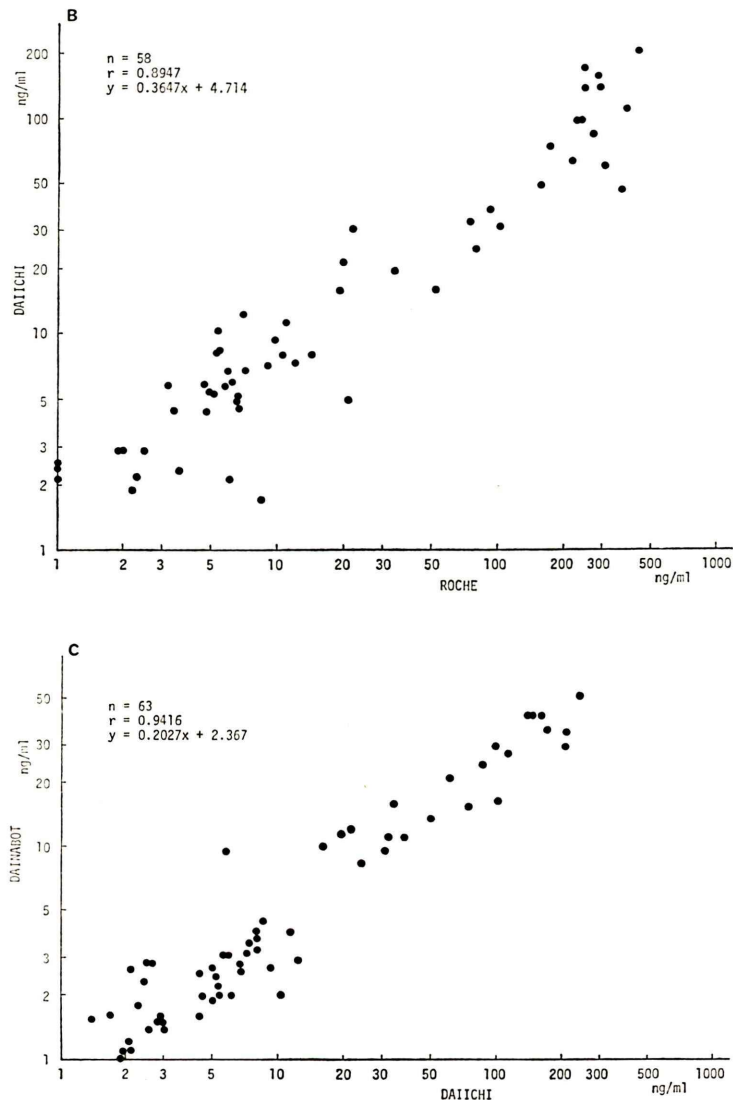 B
200
ng/ml
100
50
30
20
10
5
3
2
1
DAIICHI
n = 58
r = 0.8947
y = 0.3647x + 4.714
1 2 3 5 10 20 30 50 100 200 300 1000
ng/ml
ROCHE
C
50
ng/ml
30
20
10
5
3
2
1
DAINABOT
n = 63
r = 0.9416
y = 0.2027x + 2.367
1 2 3 5 10 20 30 50 100 200 300 1000
ng/ml
DAIICHI